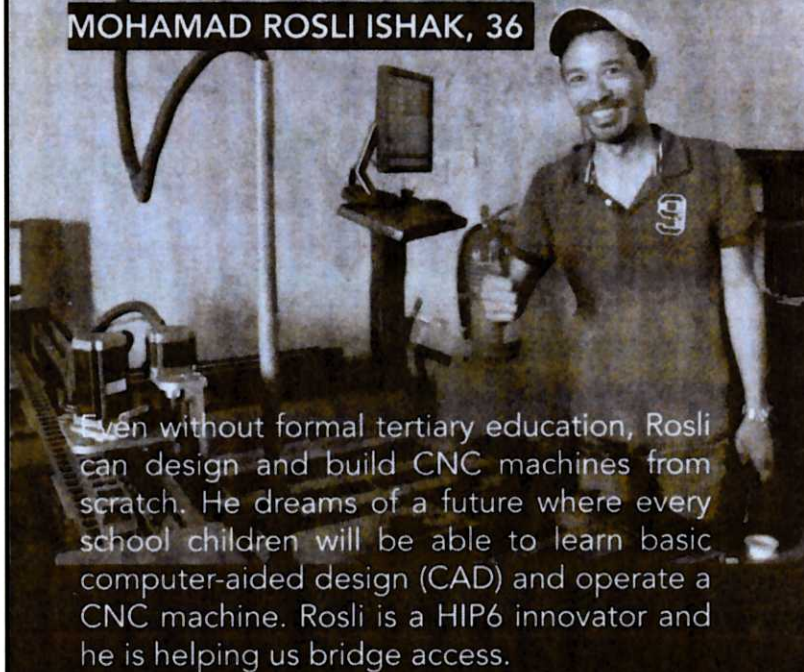 MOHAMAD ROSLI ISHAK, 36
9
Even without formal tertiary education, Rosli
can design and build CNC machines from
scratch. He dreams of a future where every
school children will be able to learn basic
computer-aided design (CAD) and operate a
CNC machine. Rosli is a HIP6 innovator and
he is helping us bridge access.